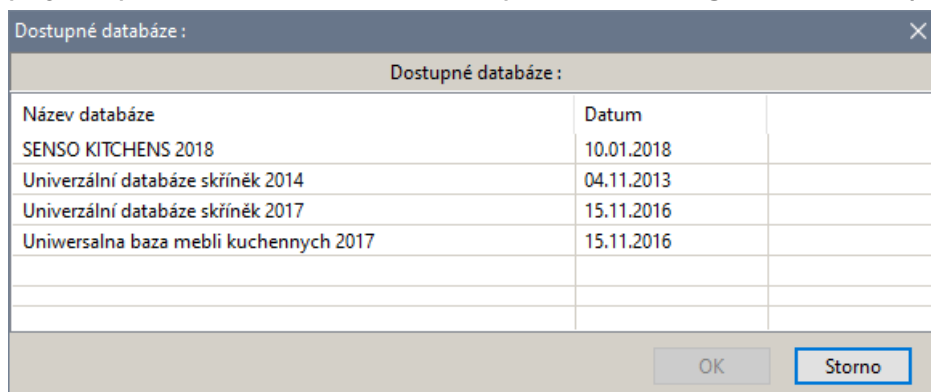 Dostupné databáze :
Dostupné databáze :
Název databáze Datum
SENSO KITCHENS 2018 10.01.2018
Univerzální databáze skříněk 2014 04.11.2013
Univerzální databáze skříněk 2017 15.11.2016
Uniwersalna baza mebli kuchennych 2017 15.11.2016
OK Storno